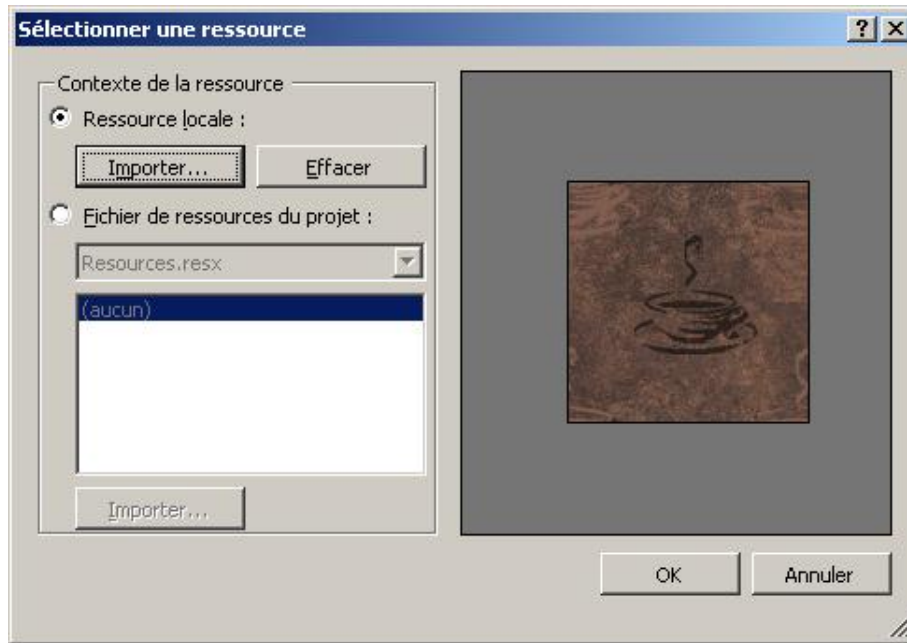 Sélectionner une ressource
Contexte de la ressource
Ressource locale :
Importer...
Effacer
Fichier de ressources du projet :
Resources.resx
(aucun)
Importer...
OK
Annuler